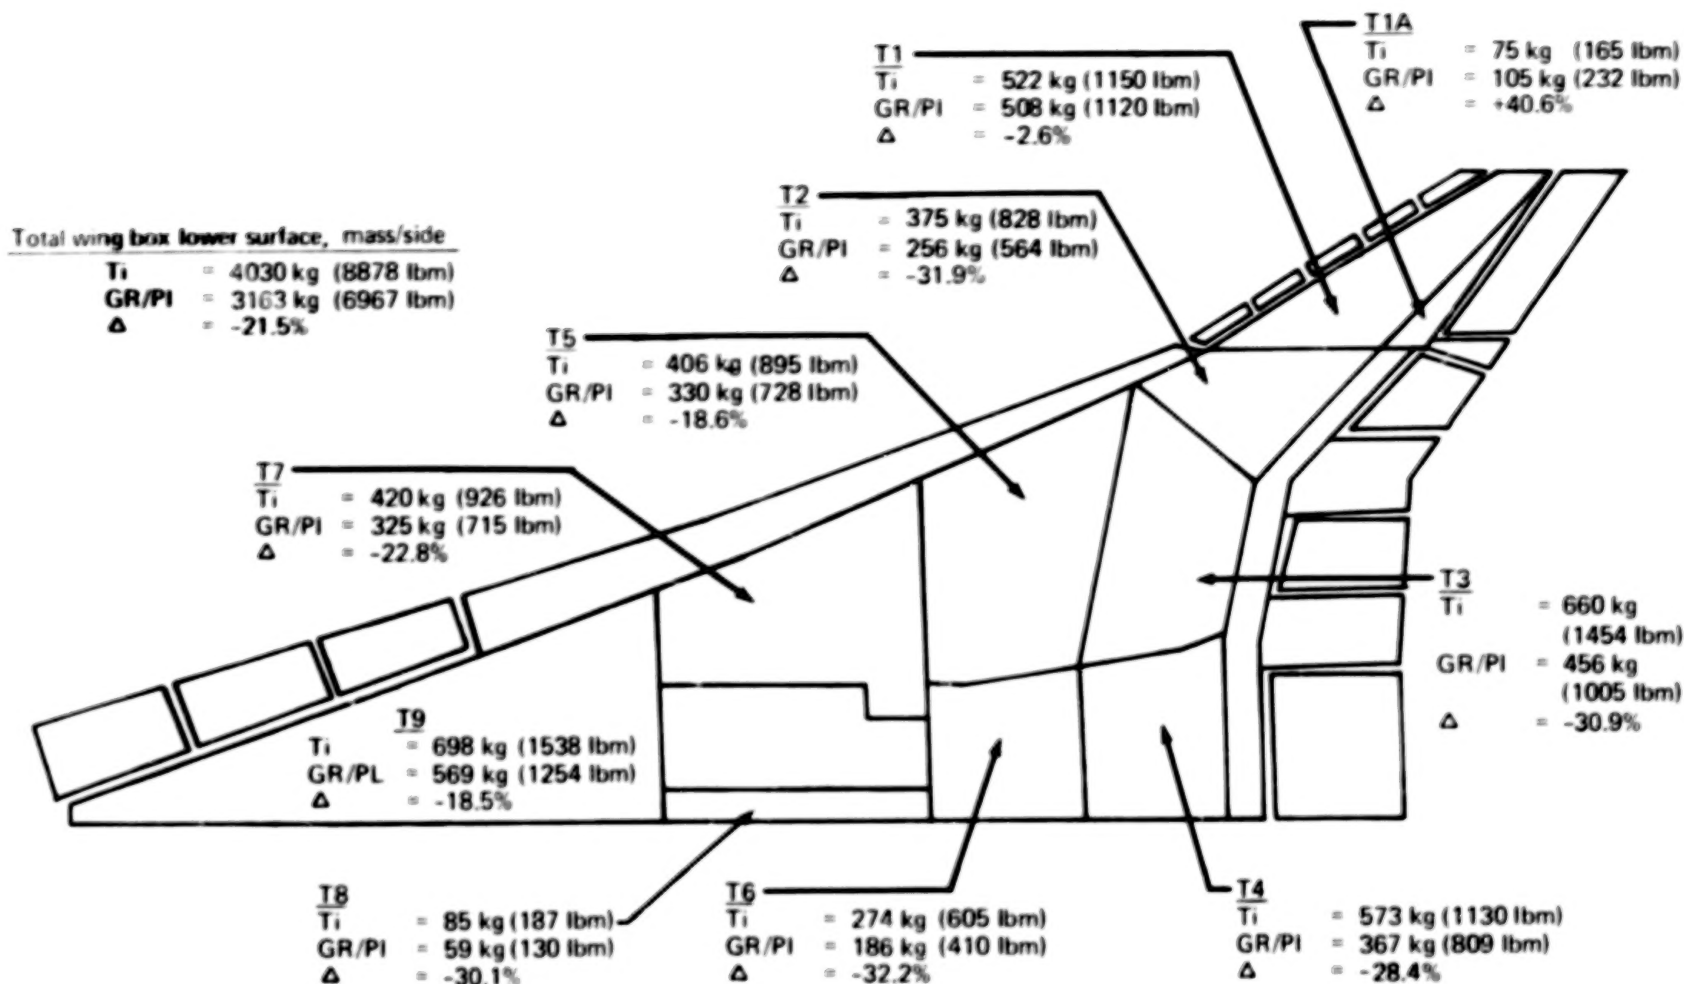 T1A
Ti = 75 kg (165 lbm)
GR/PI = 105 kg (232 lbm)
Δ = +40.6%
T1
Ti = 522 kg (1150 lbm)
GR/PI = 508 kg (1120 lbm)
Δ = -2.6%
T2
Ti = 375 kg (828 lbm)
GR/PI = 256 kg (564 lbm)
Δ = -31.9%
Total wing box lower surface, mass/side
Ti = 4030 kg (8878 lbm)
GR/PI = 3163 kg (6967 lbm)
Δ = -21.5%
T5
Ti = 406 kg (895 lbm)
GR/PI = 330 kg (728 lbm)
Δ = -18.6%
T7
Ti = 420 kg (926 lbm)
GR/PI = 325 kg (715 lbm)
Δ = -22.8%
T3
Ti = 660 kg
(1454 lbm)
GR/PI = 456 kg
(1005 lbm)
Δ = -30.9%
T9
Ti = 698 kg (1538 lbm)
GR/PL = 569 kg (1254 lbm)
Δ = -18.5%
T8
Ti = 85 kg (187 lbm)
GR/PI = 59 kg (130 lbm)
Δ = -30.1%
T6
Ti = 274 kg (605 lbm)
GR/PI = 186 kg (410 lbm)
Δ = -32.2%
T4
Ti = 573 kg (1130 lbm)
GR/PI = 367 kg (809 lbm)
Δ = -28.4%